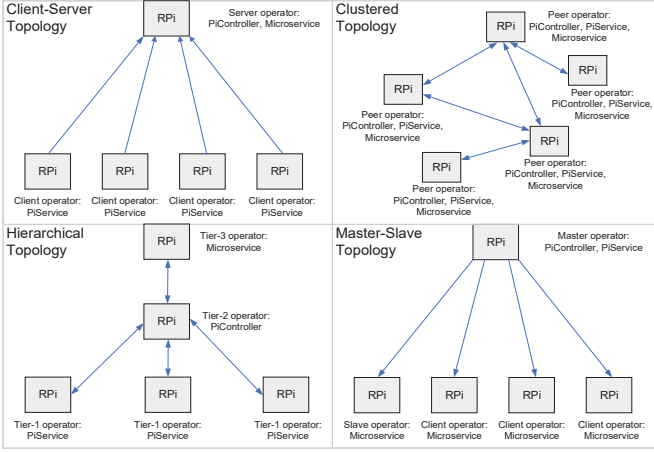 Client-Server
Topology
RPi
Server operator:
PiController, Microservice
RPi
RPi
RPi
RPi
Client operator:
PiService
Client operator:
PiService
Client operator:
PiService
Client operator:
PiService
Clustered
Topology
RPi
Peer operator:
PiController, PiService,
Microservice
RPi
Peer operator:
PiController, PiService,
Microservice
RPi
Peer operator:
PiController, PiService,
Microservice
RPi
Peer operator:
PiController, PiService,
Microservice
RPi
Peer operator:
PiController, PiService,
Microservice
Hierarchical
Topology
RPi
Tier-3 operator:
Microservice
RPi
Tier-2 operator:
PiController
RPi
RPi
RPi
Tier-1 operator:
PiService
Tier-1 operator:
PiService
Tier-1 operator:
PiService
Master-Slave
Topology
RPi
Master operator:
PiController, PiService
RPi
RPi
RPi
RPi
Slave operator:
Microservice
Client operator:
Microservice
Client operator:
Microservice
Client operator:
Microservice